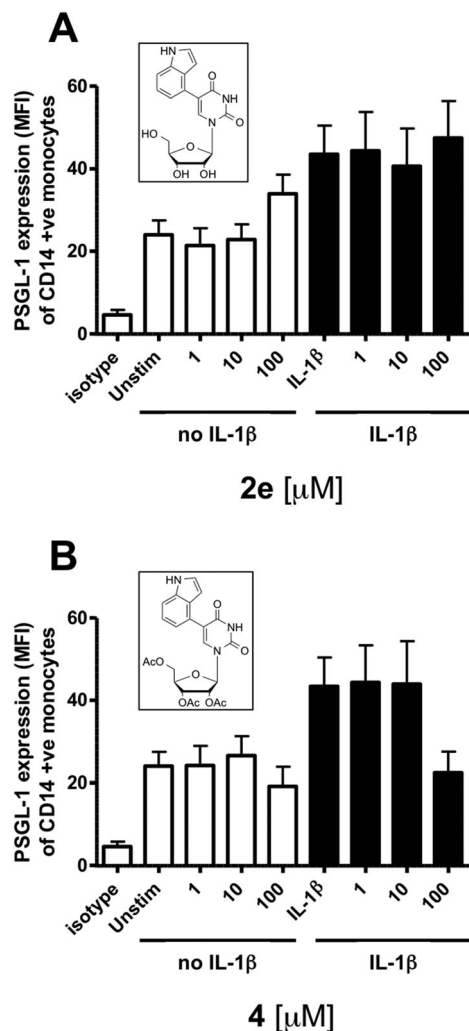 A
PSGL-1 expression (MFI)
of CD14 +ve monocytes
60
40
20
0
HN
O
NH
N
O
HO
O
OH OH
isotype
Unstim
1
10
100
IL-1β
1
10
100
no IL-1β
IL-1β
2e [μM]
B
PSGL-1 expression (MFI)
of CD14 +ve monocytes
60
40
20
0
HN
O
NH
N
O
AcO
O
AcO OAc
isotype
Unstim
1
10
100
IL-1β
1
10
100
no IL-1β
IL-1β
4 [μM]